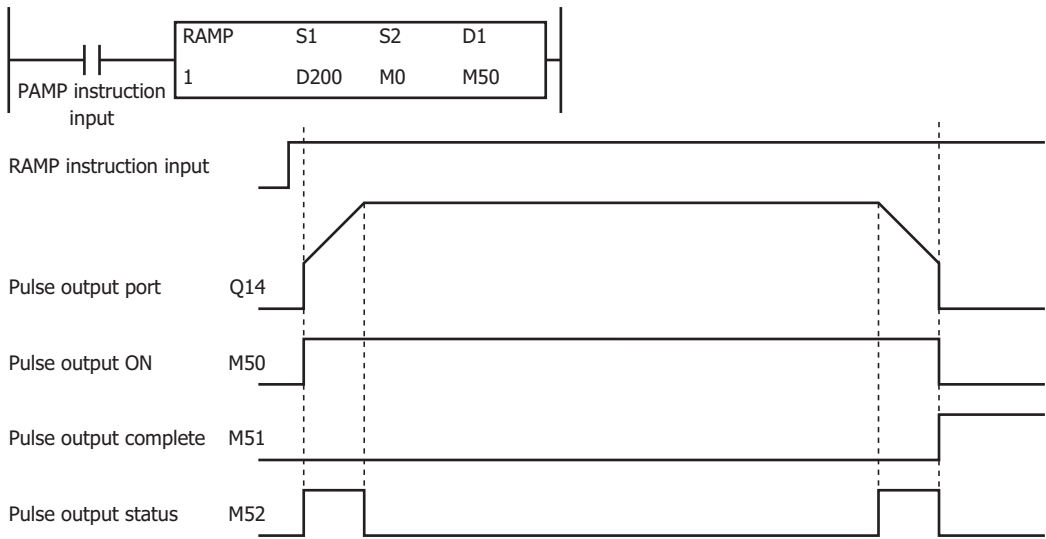 RAMP S1 S2 D1
1 D200 M0 M50
PAMP instruction
input
RAMP instruction input
Pulse output port Q14
Pulse output ON M50
Pulse output complete M51
Pulse output status M52